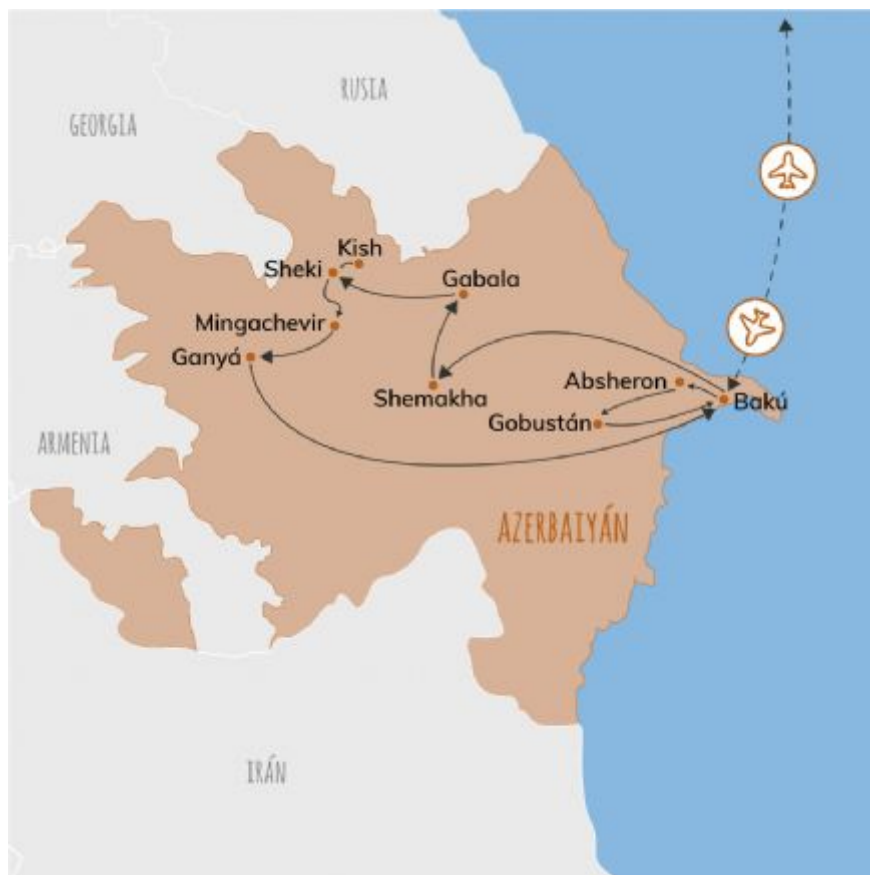 RUSIA
GEORGIA
Kish
Sheki
Gabala
Mingachevir
Ganyá
Absheron
Shemakha
Bakú
Gobustán
ARMENIA
AZERBAIYÁN
IRÁN